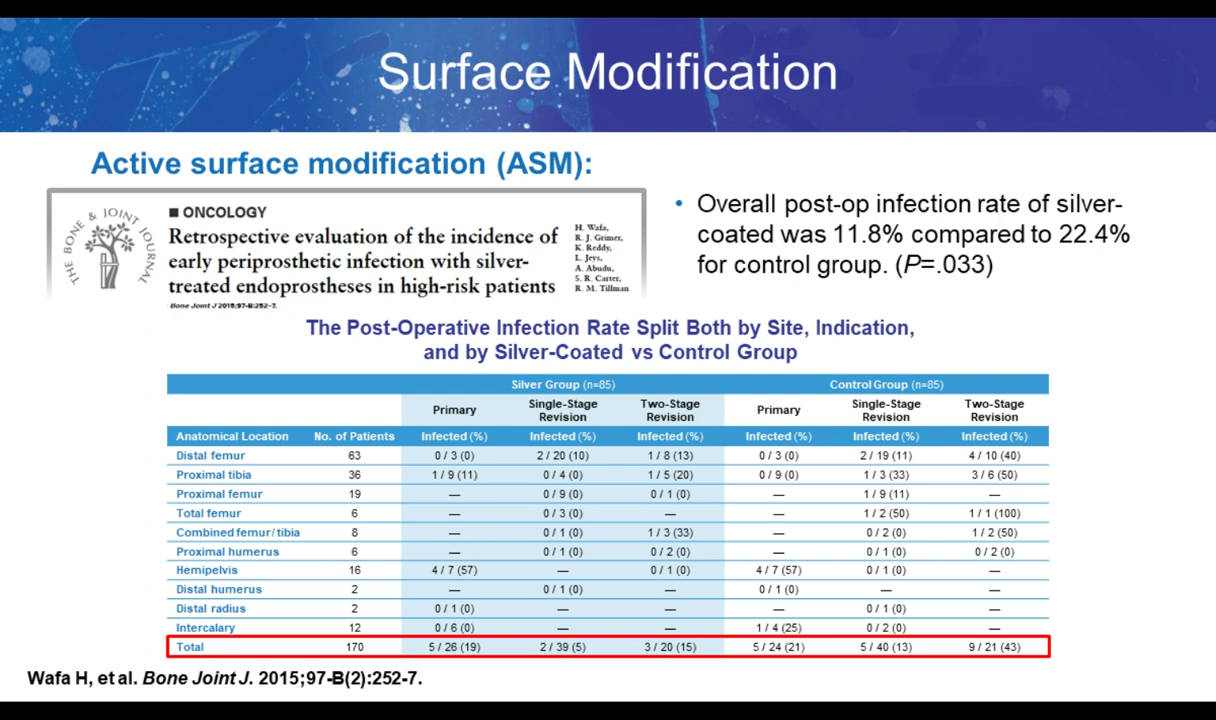 Surface Modification
Active surface modification (ASM):
THE BONE & JOINT JOURNAL
■ ONCOLOGY
Retrospective evaluation of the incidence of
early periprosthetic infection with silver-
treated endoprostheses in high-risk patients
Bone Joint J 2015;97-B:252–7.
H. Wafa,
R. J. Grimer,
K. Reddy,
L. Jeys,
A. Abudu,
S. R. Carter,
R. M. Tillman
• Overall post-op infection rate of silver-
coated was 11.8% compared to 22.4%
for control group. (P=.033)
The Post-Operative Infection Rate Split Both by Site, Indication,
and by Silver-Coated vs Control Group
Silver Group (n=85) Control Group (n=85)
Primary Single-Stage Revision Two-Stage Revision Primary Single-Stage Revision Two-Stage Revision
Anatomical Location No. of Patients Infected (%) Infected (%) Infected (%) Infected (%) Infected (%) Infected (%)
Distal femur 63 0 / 3 (0) 2 / 20 (10) 1 / 8 (13) 0 / 3 (0) 2 / 19 (11) 4 / 10 (40)
Proximal tibia 36 1 / 9 (11) 0 / 4 (0) 1 / 5 (20) 0 / 9 (0) 1 / 3 (33) 3 / 6 (50)
Proximal femur 19 — 0 / 9 (0) 0 / 1 (0) — 1 / 9 (11) —
Total femur 6 — 0 / 3 (0) — — 1 / 2 (50) 1 / 1 (100)
Combined femur/tibia 8 — 0 / 1 (0) 1 / 3 (33) — 0 / 2 (0) 1 / 2 (50)
Proximal humerus 6 — 0 / 1 (0) 0 / 2 (0) — 0 / 1 (0) 0 / 2 (0)
Hemipelvis 16 4 / 7 (57) — 0 / 1 (0) 4 / 7 (57) 0 / 1 (0) —
Distal humerus 2 — 0 / 1 (0) — 0 / 1 (0) — —
Distal radius 2 0 / 1 (0) — — — 0 / 1 (0) —
Intercalary 12 0 / 6 (0) — — 1 / 4 (25) 0 / 2 (0) —
Total 170 5 / 26 (19) 2 / 39 (5) 3 / 20 (15) 5 / 24 (21) 5 / 40 (13) 9 / 21 (43)
Wafa H, et al. Bone Joint J. 2015;97-B(2):252-7.